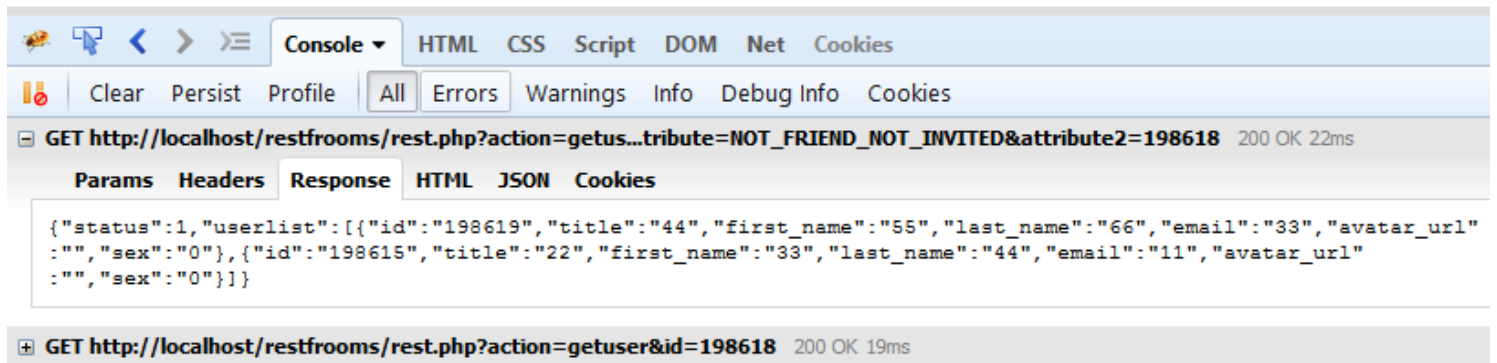 Console HTML CSS Script DOM Net Cookies
Clear Persist Profile All Errors Warnings Info Debug Info Cookies
GET http://localhost/restfrooms/rest.php?action=getus...tribute=NOT_FRIEND_NOT_INVITED&attribute2=198618 200 OK 22ms
Params Headers Response HTML JSON Cookies
{"status":1,"userlist":[{"id":"198619","title":"44","first_name":"55","last_name":"66","email":"33","avatar_url"
:"","sex":"0"},{"id":"198615","title":"22","first_name":"33","last_name":"44","email":"11","avatar_url"
:"","sex":"0"}]}
GET http://localhost/restfrooms/rest.php?action=getuser&id=198618 200 OK 19ms